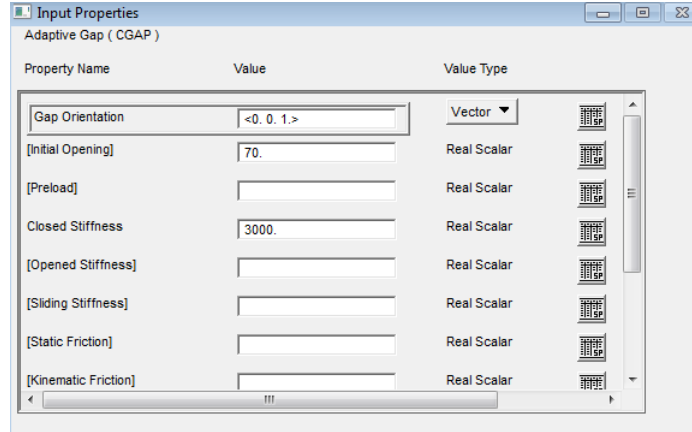 Input Properties
Adaptive Gap ( CGAP )
Property Name Value Value Type
Gap Orientation <0. 0. 1.> Vector
[Initial Opening] 70. Real Scalar
[Preload] Real Scalar
Closed Stiffness 3000. Real Scalar
[Opened Stiffness] Real Scalar
[Sliding Stiffness] Real Scalar
[Static Friction] Real Scalar
[Kinematic Friction] Real Scalar